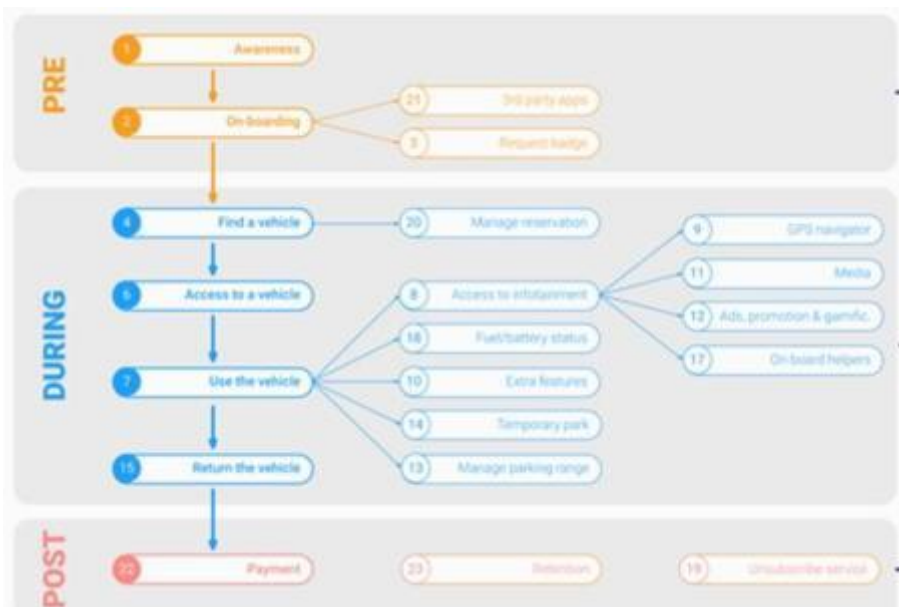 PRE
1 Awareness
2 On-boarding
21 3rd party apps
3 Request badge
DURING
4 Find a vehicle
20 Manage reservation
9 GPS navigator
6 Access to a vehicle
8 Access to infotainment
11 Media
18 Fuel/battery status
12 Ads, promotion & gamific.
7 Use the vehicle
10 Extra features
17 On board helpers
14 Temporary park
15 Return the vehicle
13 Manage parking range
POST
22 Payment
23 Retention
19 Unsubscribe service